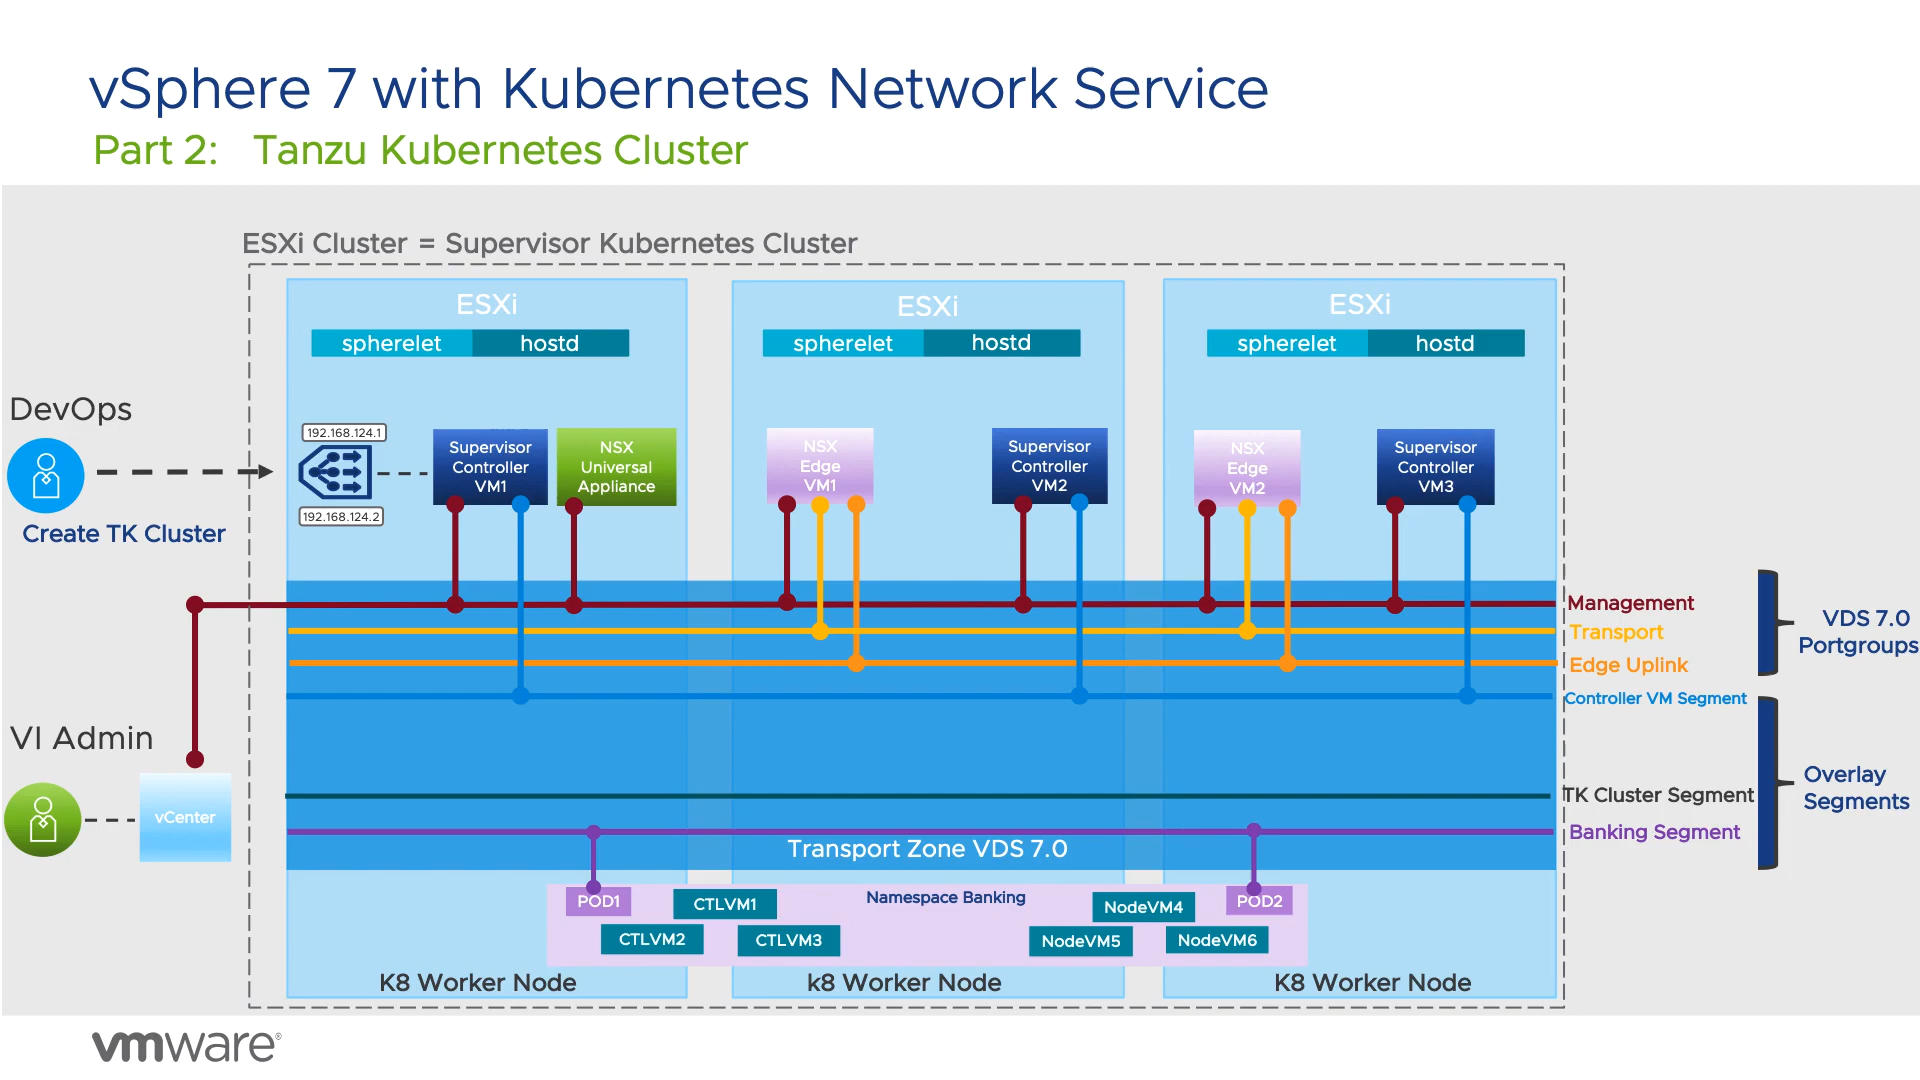 vSphere 7 with Kubernetes Network Service
Part 2: Tanzu Kubernetes Cluster
ESXi Cluster = Supervisor Kubernetes Cluster
ESXi
spherelet
hostd
ESXi
spherelet
hostd
ESXi
spherelet
hostd
DevOps
Create TK Cluster
192.168.124.1
192.168.124.2
Supervisor
Controller
VM1
NSX
Universal
Appliance
NSX
Edge
VM1
Supervisor
Controller
VM2
NSX
Edge
VM2
Supervisor
Controller
VM3
Management
Transport
Edge Uplink
Controller VM Segment
VDS 7.0
Portgroups
VI Admin
vCenter
TK Cluster Segment
Banking Segment
Overlay
Segments
Transport Zone VDS 7.0
Namespace Banking
POD1
CTLVM1
CTLVM2
CTLVM3
NodeVM4
POD2
NodeVM5
NodeVM6
K8 Worker Node
k8 Worker Node
K8 Worker Node
vmware®